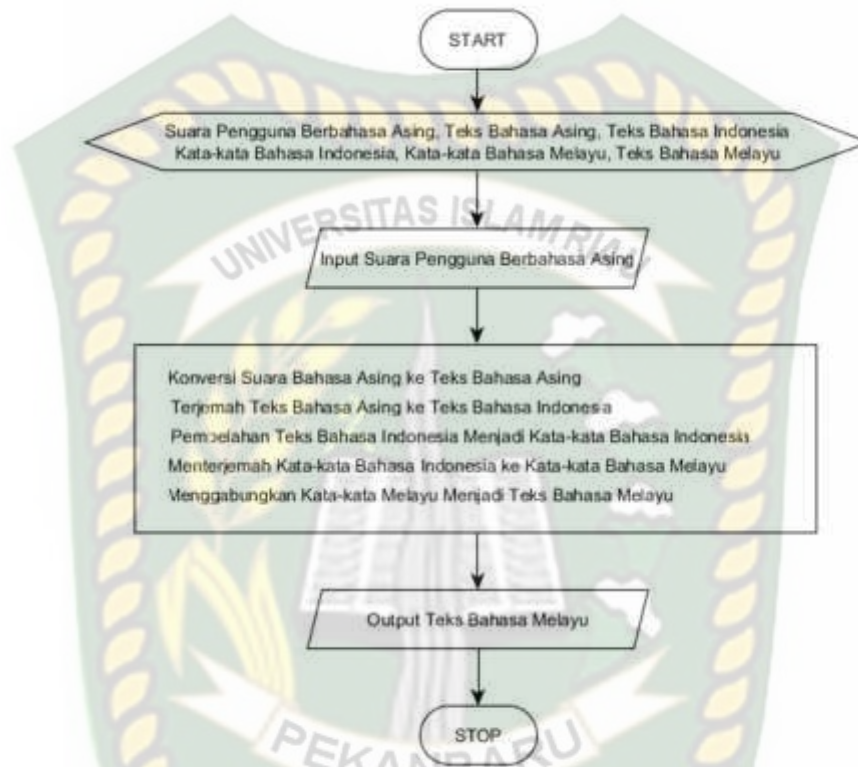 START
Suara Pengguna Berbahasa Asing, Teks Bahasa Asing, Teks Bahasa Indonesia
Kata-kata Bahasa Indonesia, Kata-kata Bahasa Melayu, Teks Bahasa Melayu
UNIVERSITAS ISLAM RIAU
Input Suara Pengguna Berbahasa Asing
Konversi Suara Bahasa Asing ke Teks Bahasa Asing
Terjemah Teks Bahasa Asing ke Teks Bahasa Indonesia
Pembelahan Teks Bahasa Indonesia Menjadi Kata-kata Bahasa Indonesia
Menterjemah Kata-kata Bahasa Indonesia ke Kata-kata Bahasa Melayu
Menggabungkan Kata-kata Melayu Menjadi Teks Bahasa Melayu
Output Teks Bahasa Melayu
STOP
PEKANBARU